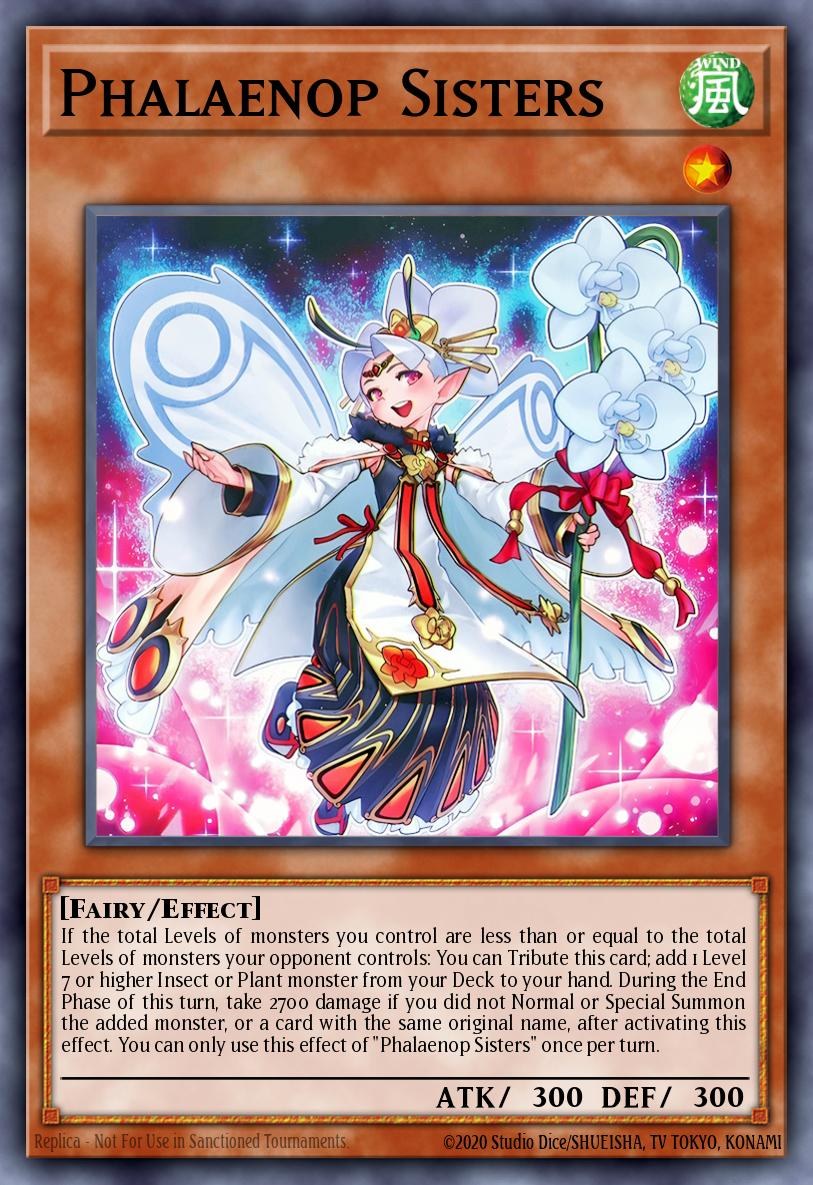 Phalaenop Sisters
WIND
風
[Fairy/Effect]
If the total Levels of monsters you control are less than or equal to the total
Levels of monsters your opponent controls: You can Tribute this card; add 1 Level
7 or higher Insect or Plant monster from your Deck to your hand. During the End
Phase of this turn, take 2700 damage if you did not Normal or Special Summon
the added monster, or a card with the same original name, after activating this
effect. You can only use this effect of "Phalaenop Sisters" once per turn.
ATK/ 300 DEF/ 300
Replica - Not For Use in Sanctioned Tournaments.
©2020 Studio Dice/SHUEISHA, TV TOKYO, KONAMI